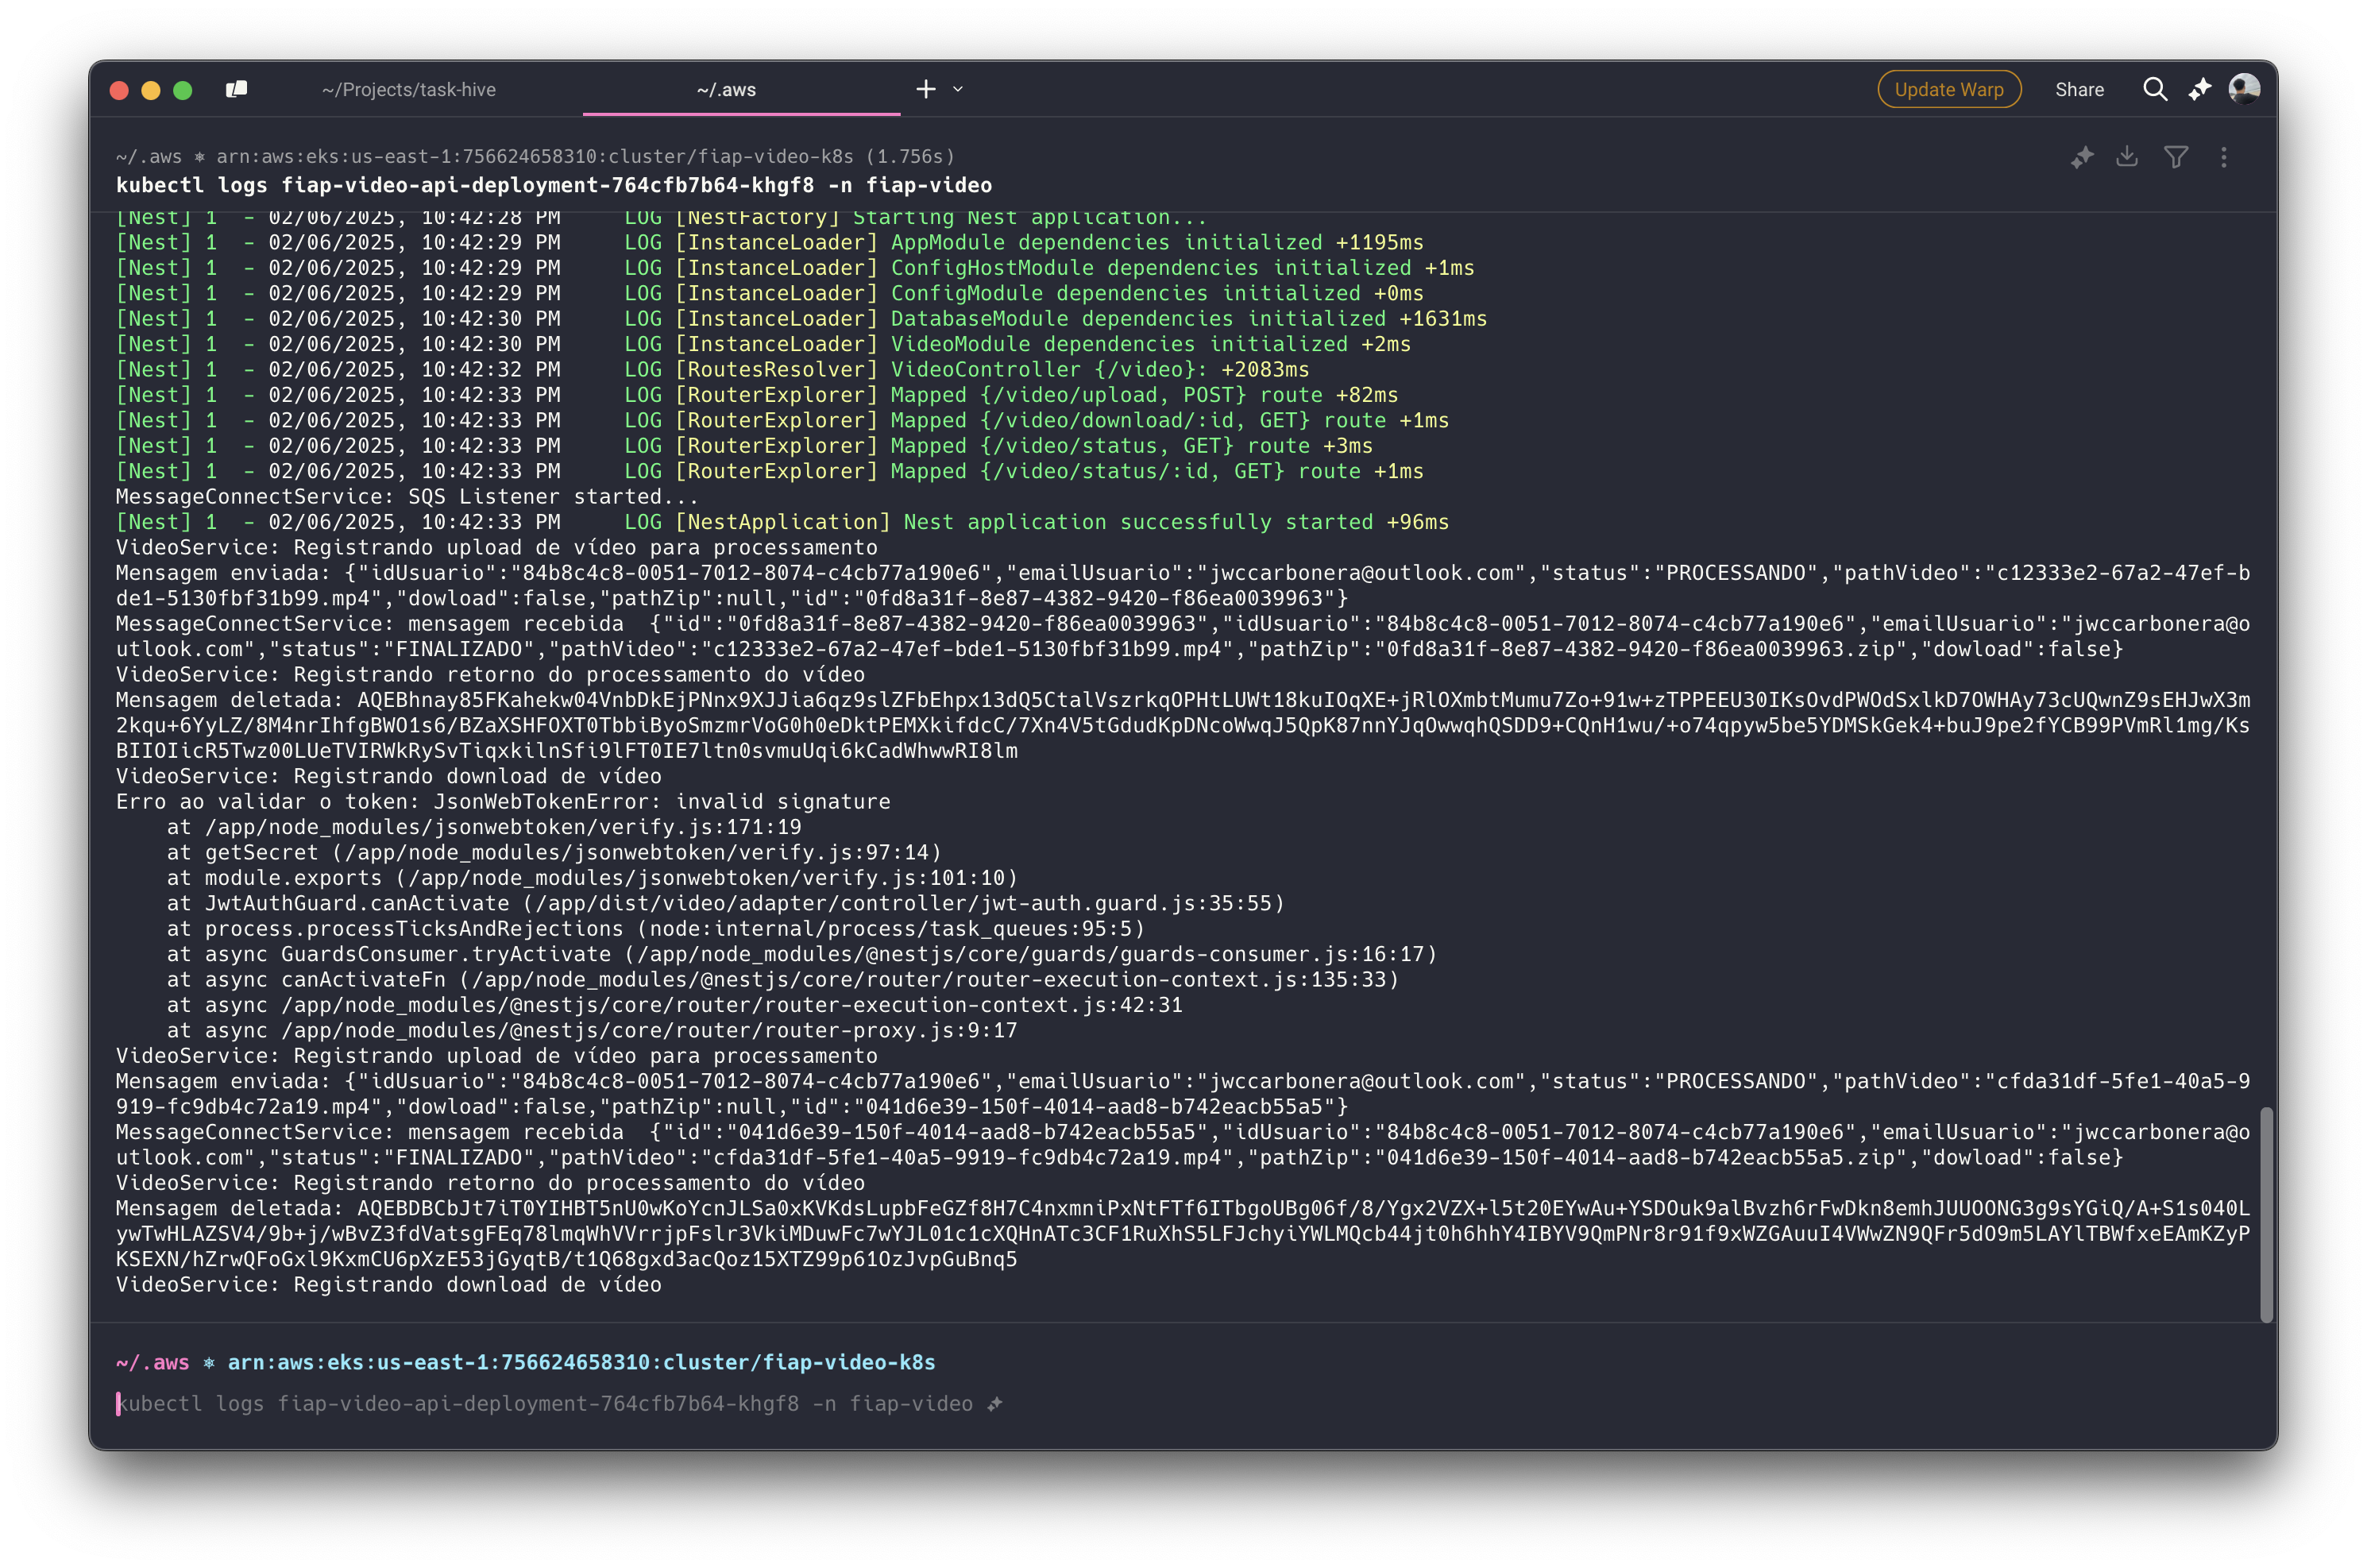 ~/Projects/task-hive
~/.aws
Update Warp
Share
~/.aws ⎈ arn:aws:eks:us-east-1:756624658310:cluster/fiap-video-k8s (1.756s)
kubectl logs fiap-video-api-deployment-764cfb7b64-khgf8 -n fiap-video
[Nest] 1  - 02/06/2025, 10:42:28 PM     LOG [NestFactory] Starting Nest application...
[Nest] 1  - 02/06/2025, 10:42:29 PM     LOG [InstanceLoader] AppModule dependencies initialized +1195ms
[Nest] 1  - 02/06/2025, 10:42:29 PM     LOG [InstanceLoader] ConfigHostModule dependencies initialized +1ms
[Nest] 1  - 02/06/2025, 10:42:29 PM     LOG [InstanceLoader] ConfigModule dependencies initialized +0ms
[Nest] 1  - 02/06/2025, 10:42:30 PM     LOG [InstanceLoader] DatabaseModule dependencies initialized +1631ms
[Nest] 1  - 02/06/2025, 10:42:30 PM     LOG [InstanceLoader] VideoModule dependencies initialized +2ms
[Nest] 1  - 02/06/2025, 10:42:32 PM     LOG [RoutesResolver] VideoController {/video}: +2083ms
[Nest] 1  - 02/06/2025, 10:42:33 PM     LOG [RouterExplorer] Mapped {/video/upload, POST} route +82ms
[Nest] 1  - 02/06/2025, 10:42:33 PM     LOG [RouterExplorer] Mapped {/video/download/:id, GET} route +1ms
[Nest] 1  - 02/06/2025, 10:42:33 PM     LOG [RouterExplorer] Mapped {/video/status, GET} route +3ms
[Nest] 1  - 02/06/2025, 10:42:33 PM     LOG [RouterExplorer] Mapped {/video/status/:id, GET} route +1ms
MessageConnectService: SQS Listener started...
[Nest] 1  - 02/06/2025, 10:42:33 PM     LOG [NestApplication] Nest application successfully started +96ms
VideoService: Registrando upload de vídeo para processamento
Mensagem enviada: {"idUsuario":"84b8c4c8-0051-7012-8074-c4cb77a190e6","emailUsuario":"jwccarbonera@outlook.com","status":"PROCESSANDO","pathVideo":"c12333e2-67a2-47ef-b
de1-5130fbf31b99.mp4","dowload":false,"pathZip":null,"id":"0fd8a31f-8e87-4382-9420-f86ea0039963"}
MessageConnectService: mensagem recebida  {"id":"0fd8a31f-8e87-4382-9420-f86ea0039963","idUsuario":"84b8c4c8-0051-7012-8074-c4cb77a190e6","emailUsuario":"jwccarbonera@o
utlook.com","status":"FINALIZADO","pathVideo":"c12333e2-67a2-47ef-bde1-5130fbf31b99.mp4","pathZip":"0fd8a31f-8e87-4382-9420-f86ea0039963.zip","dowload":false}
VideoService: Registrando retorno do processamento do vídeo
Mensagem deletada: AQEBhnay85FKahekw04VnbDkEjPNnx9XJJia6qz9slZFbEhpx13dQ5CtalVszrkqOPHtLUWt18kuIOqXE+jRlOXmbtMumu7Zo+91w+zTPPEEU30IKsOvdPWOdSxlkD7OWHAy73cUQwnZ9sEHJwX3m
2kqu+6YyLZ/8M4nrIhfgBWO1s6/BZaXSHFOXT0TbbiByoSmzmrVoG0h0eDktPEMXkifdcC/7Xn4V5tGdudKpDNcoWwqJ5QpK87nnYJqOwwqhQSDD9+CQnH1wu/+o74qpyw5be5YDMSkGek4+buJ9pe2fYCB99PVmRl1mg/Ks
BIIOIicR5Twz00LUeTVIRWkRySvTiqxkilnSfi9lFT0IE7ltn0svmuUqi6kCadWhwwRI8lm
VideoService: Registrando download de vídeo
Erro ao validar o token: JsonWebTokenError: invalid signature
    at /app/node_modules/jsonwebtoken/verify.js:171:19
    at getSecret (/app/node_modules/jsonwebtoken/verify.js:97:14)
    at module.exports (/app/node_modules/jsonwebtoken/verify.js:101:10)
    at JwtAuthGuard.canActivate (/app/dist/video/adapter/controller/jwt-auth.guard.js:35:55)
    at process.processTicksAndRejections (node:internal/process/task_queues:95:5)
    at async GuardsConsumer.tryActivate (/app/node_modules/@nestjs/core/guards/guards-consumer.js:16:17)
    at async canActivateFn (/app/node_modules/@nestjs/core/router/router-execution-context.js:135:33)
    at async /app/node_modules/@nestjs/core/router/router-execution-context.js:42:31
    at async /app/node_modules/@nestjs/core/router/router-proxy.js:9:17
VideoService: Registrando upload de vídeo para processamento
Mensagem enviada: {"idUsuario":"84b8c4c8-0051-7012-8074-c4cb77a190e6","emailUsuario":"jwccarbonera@outlook.com","status":"PROCESSANDO","pathVideo":"cfda31df-5fe1-40a5-9
919-fc9db4c72a19.mp4","dowload":false,"pathZip":null,"id":"041d6e39-150f-4014-aad8-b742eacb55a5"}
MessageConnectService: mensagem recebida  {"id":"041d6e39-150f-4014-aad8-b742eacb55a5","idUsuario":"84b8c4c8-0051-7012-8074-c4cb77a190e6","emailUsuario":"jwccarbonera@o
utlook.com","status":"FINALIZADO","pathVideo":"cfda31df-5fe1-40a5-9919-fc9db4c72a19.mp4","pathZip":"041d6e39-150f-4014-aad8-b742eacb55a5.zip","dowload":false}
VideoService: Registrando retorno do processamento do vídeo
Mensagem deletada: AQEBDBCbJt7iT0YIHBT5nU0wKoYcnJLSa0xKVKdsLupbFeGZf8H7C4nxmniPxNtFTf6ITbgoUBg06f/8/Ygx2VZX+l5t20EYwAu+YSDOuk9alBvzh6rFwDkn8emhJUUOONG3g9sYGiQ/A+S1s040L
ywTwHLAZSV4/9b+j/wBvZ3fdVatsgFEq78lmqWhVVrrjpFslr3VkiMDuwFc7wYJL01c1cXQHnATc3CF1RuXhS5LFJchyiYWLMQcb44jt0h6hhY4IBYV9QmPNr8r91f9xWZGAuuI4VWwZN9QFr5dO9m5LAYlTBWfxeEAmKZyP
KSEXN/hZrwQFoGxl9KxmCU6pXzE53jGyqtB/t1Q68gxd3acQoz15XTZ99p61OzJvpGuBnq5
VideoService: Registrando download de vídeo
~/.aws ⎈ arn:aws:eks:us-east-1:756624658310:cluster/fiap-video-k8s
kubectl logs fiap-video-api-deployment-764cfb7b64-khgf8 -n fiap-video